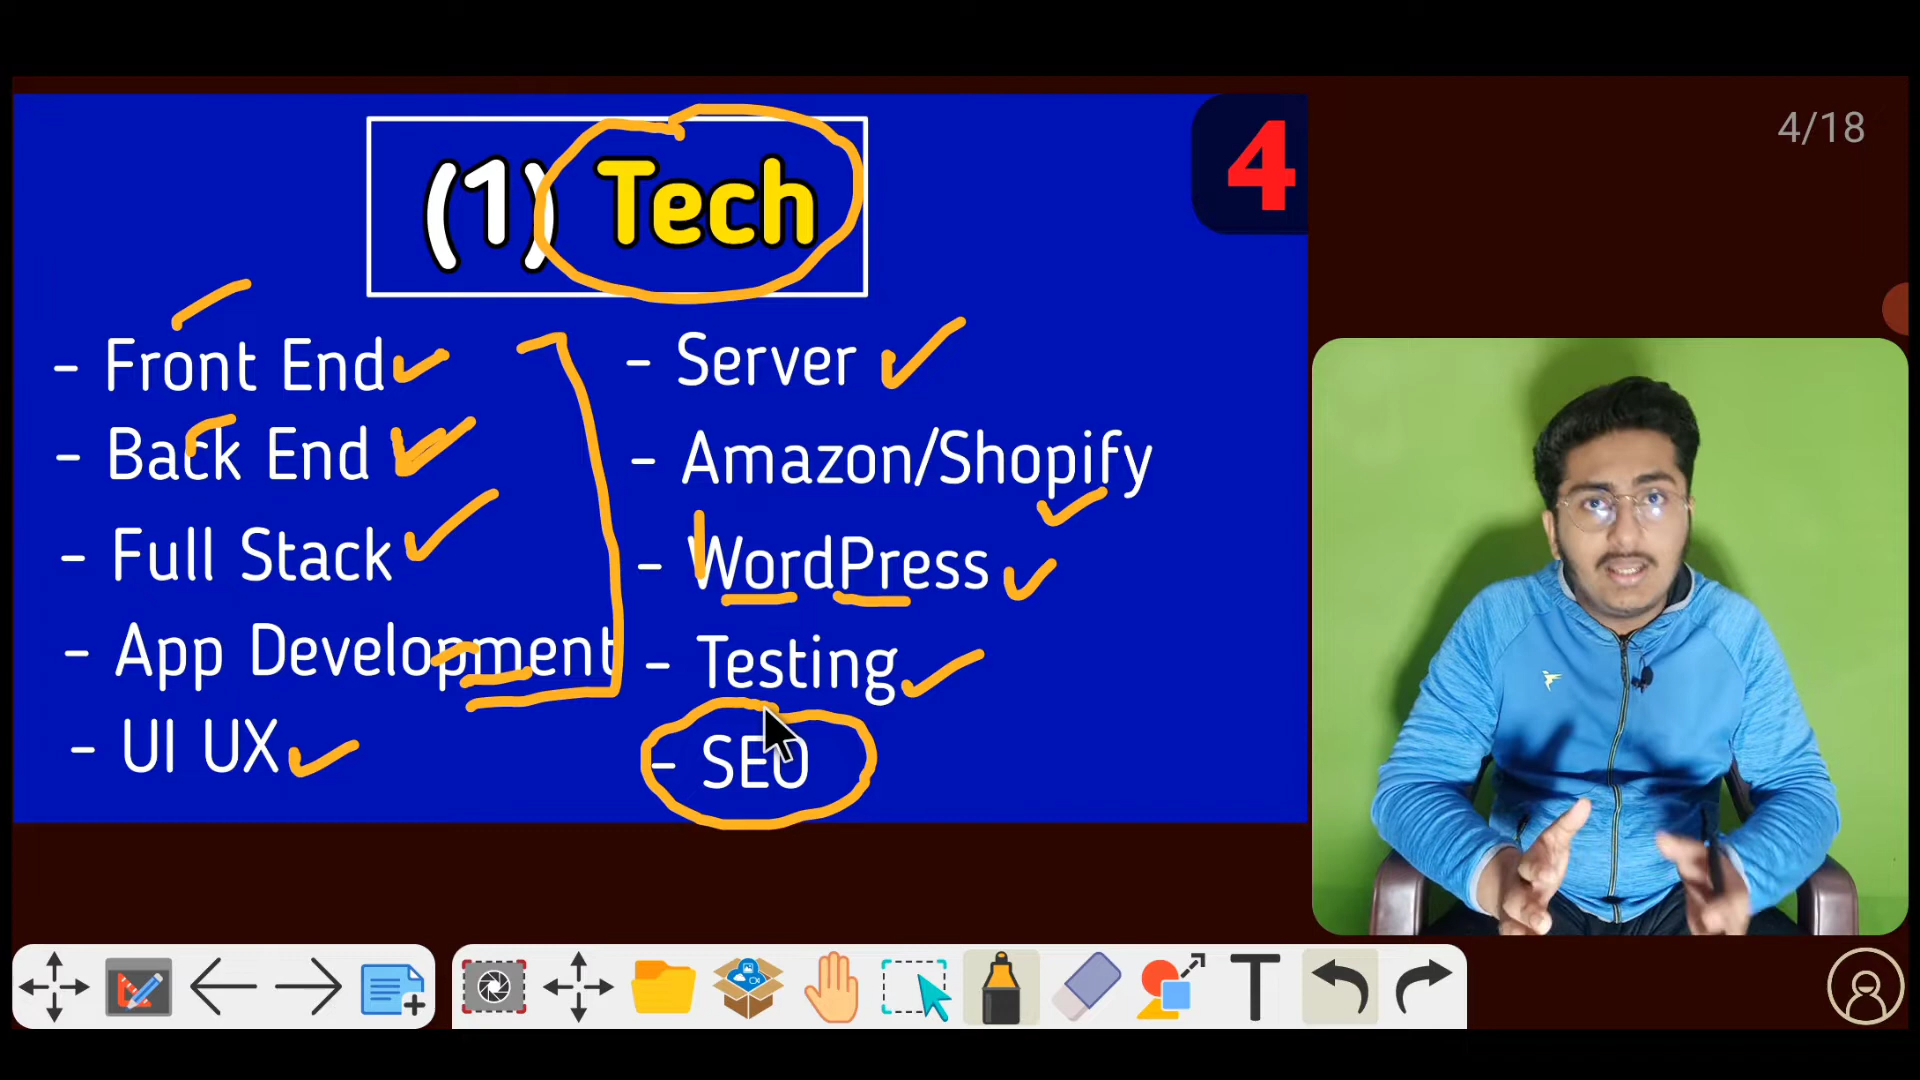 (1) Tech
4
4/18
- Front End
- Back End
- Full Stack
- App Development
- UI UX
- Server
- Amazon/Shopify
- WordPress
- Testing
- SEO
T